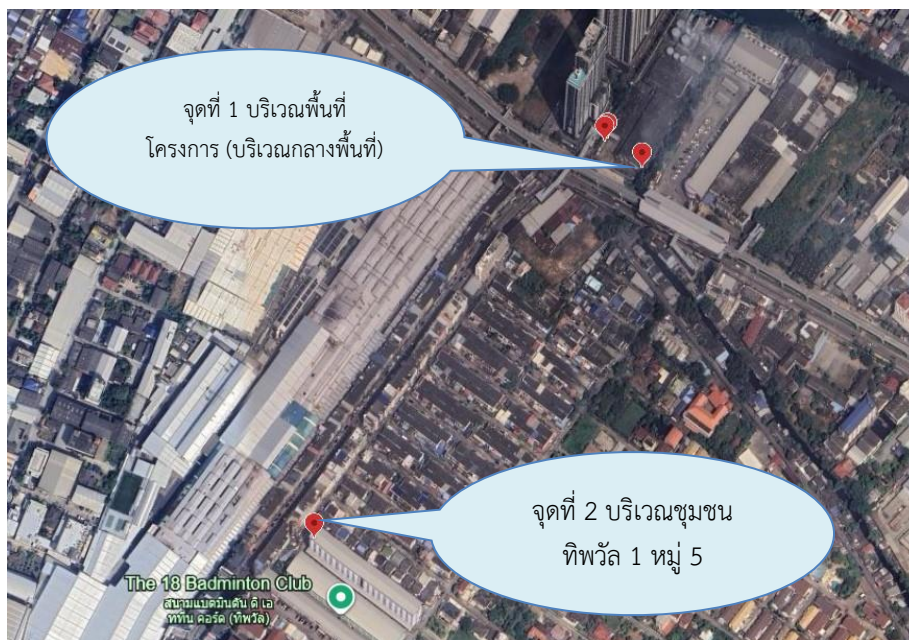 จุดที่ 1 บริเวณพื้นที่
โครงการ (บริเวณกลางพื้นที่)
จุดที่ 2 บริเวณชุมชน
ทิพวัล 1 หมู่ 5
The 18 Badminton Club
สนามแบดมินตัน ดิ เอ
ททีน คอร์ต (ทิพวัล)